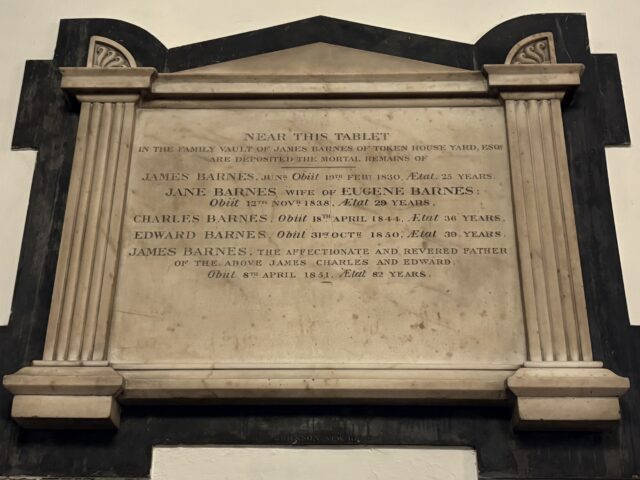 NEAR THIS TABLET
IN THE FAMILY VAULT OF JAMES BARNES OF TOKEN HOUSE YARD, ESQR
ARE DEPOSITED THE MORTAL REMAINS OF
JAMES BARNES, JUNR Obiit 19TH FEBY 1830, Ætat. 25 YEARS.
JANE BARNES WIFE OF EUGENE BARNES:
Obiit 12TH NOVR 1838, Ætat 29 YEARS.
CHARLES BARNES, Obiit 18TH APRIL 1844, Ætat 36 YEARS.
EDWARD BARNES, Obiit 31ST OCTR 1850, Ætat 39 YEARS.
JAMES BARNES, THE AFFECTIONATE AND REVERED FATHER
OF THE ABOVE JAMES CHARLES AND EDWARD,
Obiit 8TH APRIL 1851, Ætat 82 YEARS.